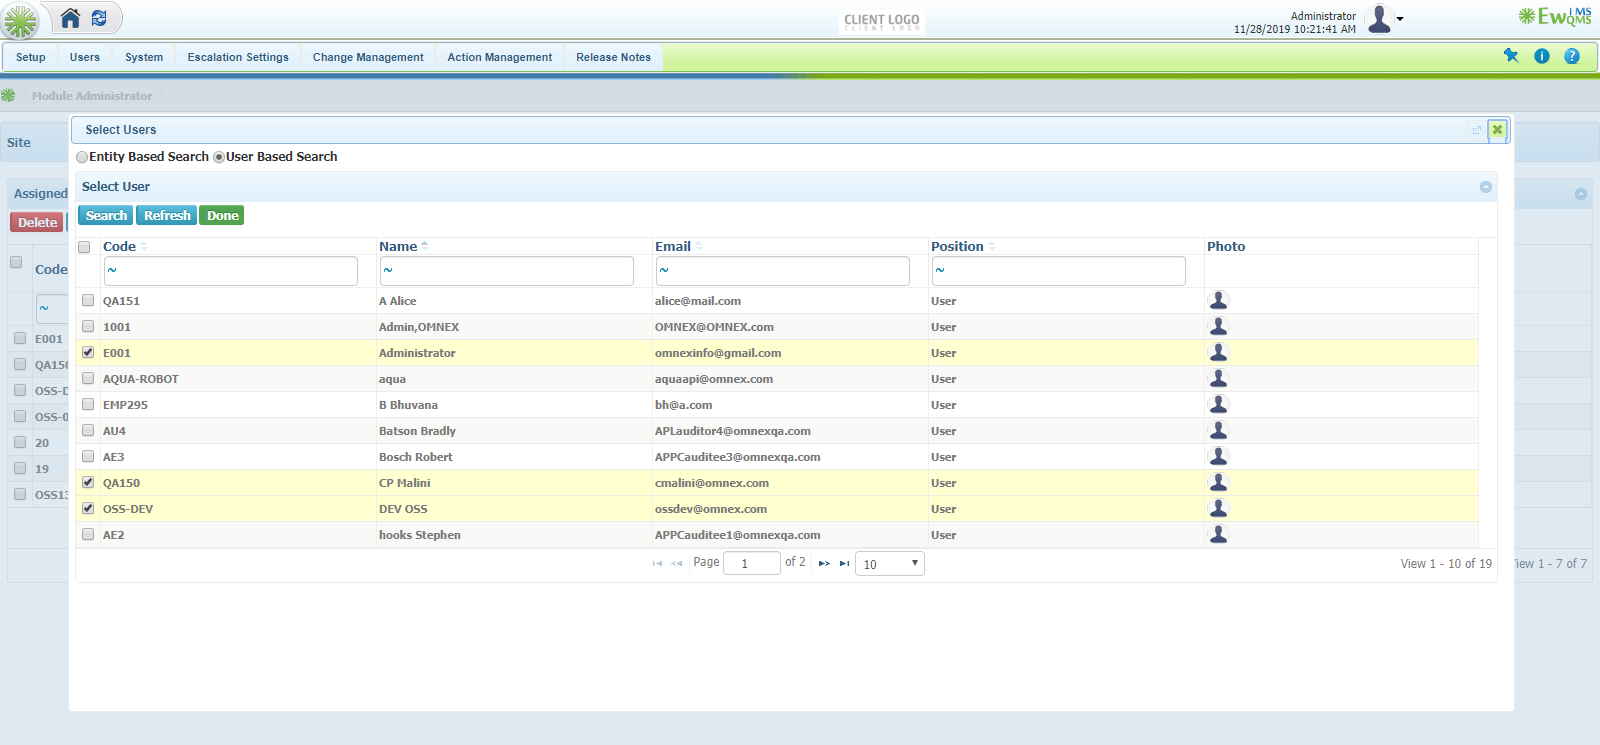 CLIENT LOGO
CLIENT LOGO
Administrator
11/28/2019 10:21:41 AM
EwIMS
QMS
Setup Users System Escalation Settings Change Management Action Management Release Notes
Module Administrator
Site
Select Users
Entity Based Search User Based Search
Assigned
Select User
Delete
Search Refresh Done
Code
Code Name Email Position Photo
~
~ ~ ~ ~
QA151 A Alice alice@mail.com User
1001 Admin,OMNEX OMNEX@OMNEX.com User
E001
E001 Administrator omnexinfo@gmail.com User
QA150
AQUA-ROBOT aqua aquaapi@omnex.com User
OSS-D
EMP295 B Bhuvana bh@a.com User
OSS-0
AU4 Batson Bradly APLauditor4@omnexqa.com User
20
AE3 Bosch Robert APPCauditee3@omnexqa.com User
19
QA150 CP Malini cmalini@omnex.com User
OSS13
OSS-DEV DEV OSS ossdev@omnex.com User
AE2 hooks Stephen APPCauditee1@omnexqa.com User
Page 1 of 2 10 View 1 - 10 of 19
View 1 - 7 of 7